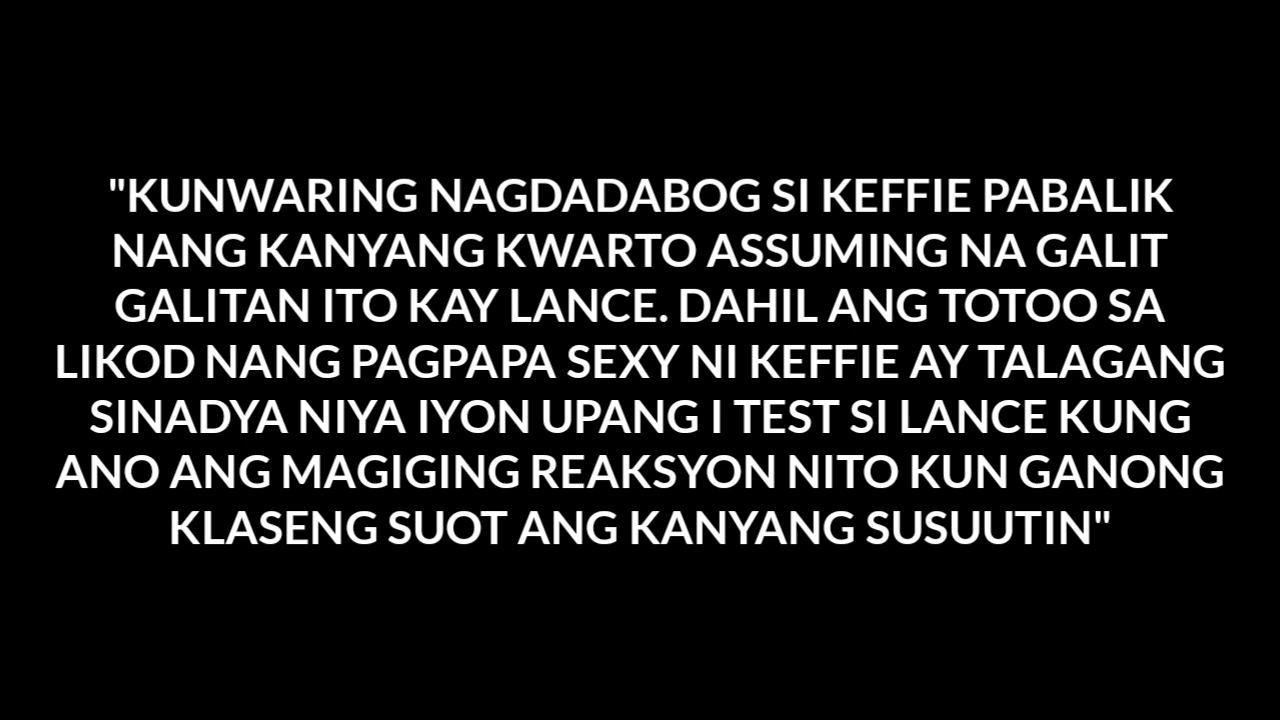 "KUNWARING NAGDADABOG SI KEFFIE PABALIK
NANG KANYANG KWARTO ASSUMING NA GALIT
GALITAN ITO KAY LANCE. DAHIL ANG TOTOO SA
LIKOD NANG PAGPAPA SEXY NI KEFFIE AY TALAGANG
SINADYA NIYA IYON UPANG I TEST SI LANCE KUNG
ANO ANG MAGIGING REAKSYON NITO KUN GANONG
KLASENG SUOT ANG KANYANG SUSUUTIN"